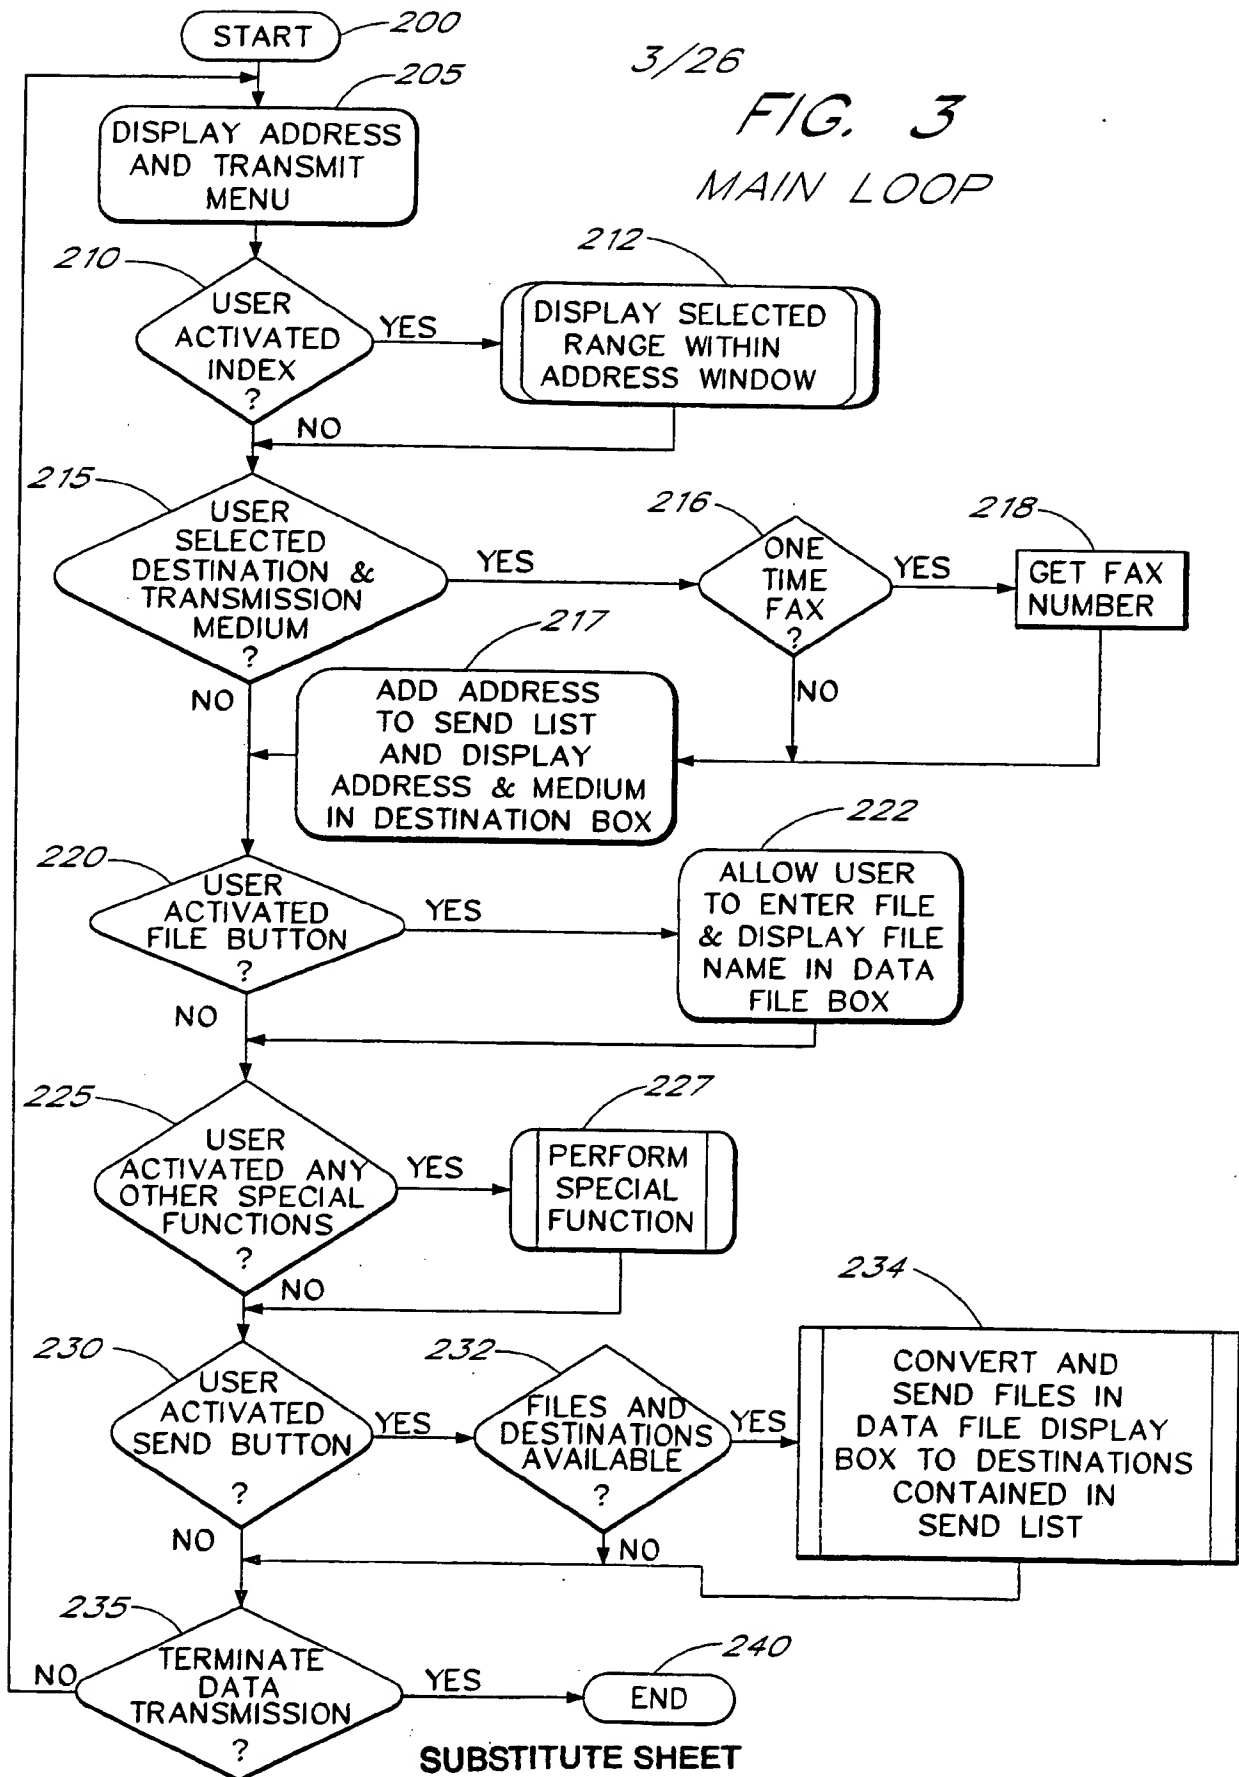 START
200
3/26
FIG. 3
MAIN LOOP
205
DISPLAY ADDRESS
AND TRANSMIT
MENU
210
USER
ACTIVATED
INDEX
?
YES
212
DISPLAY SELECTED
RANGE WITHIN
ADDRESS WINDOW
NO
215
USER
SELECTED
DESTINATION &
TRANSMISSION
MEDIUM
?
YES
216
ONE
TIME
FAX
?
YES
218
GET FAX
NUMBER
NO
NO
217
ADD ADDRESS
TO SEND LIST
AND DISPLAY
ADDRESS & MEDIUM
IN DESTINATION BOX
220
USER
ACTIVATED
FILE BUTTON
?
YES
222
ALLOW USER
TO ENTER FILE
& DISPLAY FILE
NAME IN DATA
FILE BOX
NO
225
USER
ACTIVATED ANY
OTHER SPECIAL
FUNCTIONS
?
YES
227
PERFORM
SPECIAL
FUNCTION
NO
230
USER
ACTIVATED
SEND BUTTON
?
YES
232
FILES AND
DESTINATIONS
AVAILABLE
?
YES
234
CONVERT AND
SEND FILES IN
DATA FILE DISPLAY
BOX TO DESTINATIONS
CONTAINED IN
SEND LIST
NO
NO
235
TERMINATE
DATA
TRANSMISSION
?
NO
YES
240
END
SUBSTITUTE SHEET